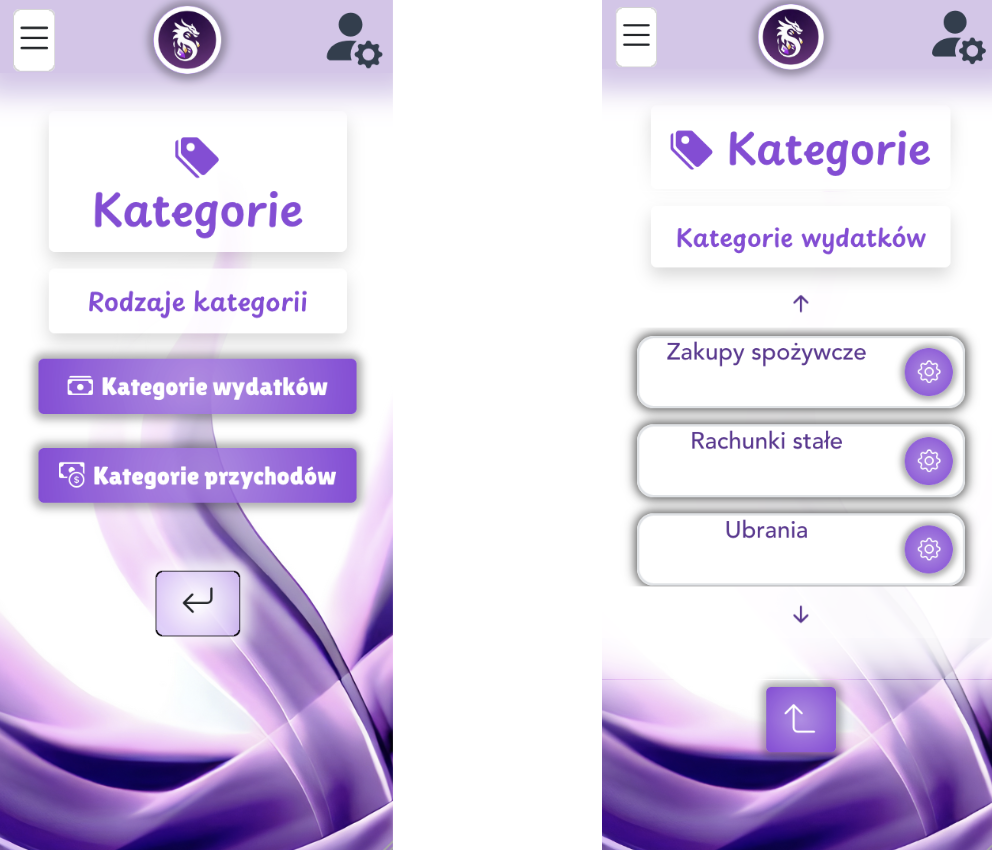 Kategorie
Rodzaje kategorii
Kategorie wydatków
Kategorie przychodów
Kategorie
Kategorie wydatków
Zakupy spożywcze
Rachunki stałe
Ubrania